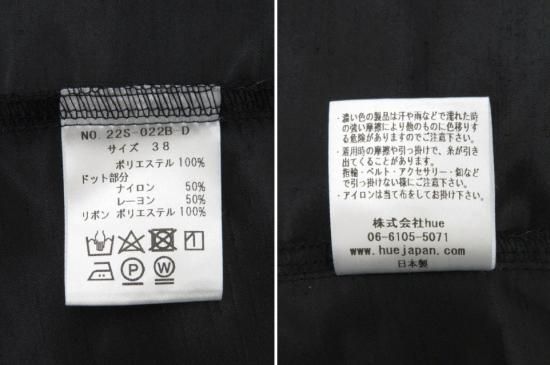 NO. 22S-022B-D
サイズ 38
ポリエステル 100%
ドット部分
ナイロン 50%
レーヨン 50%
リボン ポリエステル 100%
・濃い色の製品は汗や雨などで濡れた時
の強い摩擦により他のものに色移りす
る危険がありますのでご注意下さい。
・着用時の摩擦や引っ掛けで、糸が引き
出てくることがあります。
指輪・ベルト・アクセサリー・釦など
で引っ掛けない様にご注意下さい。
・アイロンは当て布をしてお掛け下さい。
株式会社hue
06-6105-5071
www.huejapan.com
日本製